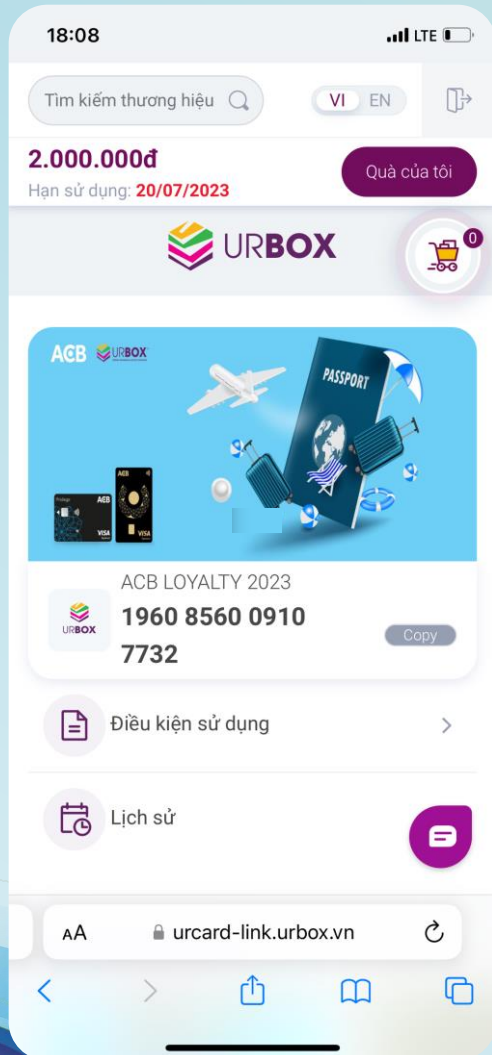 18:08
LTE
Tìm kiếm thương hiệu
VI EN
2.000.000đ
Hạn sử dụng: 20/07/2023
Quà của tôi
URBOX
0
ACB URBOX
PASSPORT
Privilege ACB
VISA
ACB
VISA
ACB LOYALTY 2023
URBOX
1960 8560 0910
7732
Copy
Điều kiện sử dụng
Lịch sử
AA
urcard-link.urbox.vn